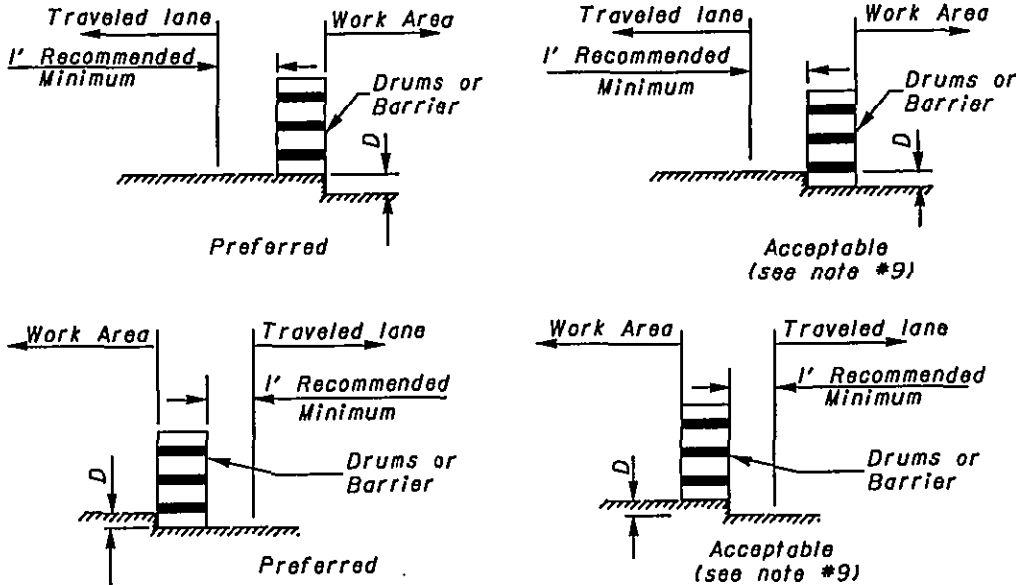 Traveled lane
Work Area
1' Recommended
Minimum
Drums or
Barrier
D
Preferred
Traveled lane
Work Area
1' Recommended
Minimum
Drums or
Barrier
D
Acceptable
(see note #9)
Work Area
Traveled lane
1' Recommended
Minimum
Drums or
Barrier
D
Preferred
Work Area
Traveled lane
1' Recommended
Minimum
Drums or
Barrier
D
Acceptable
(see note #9)